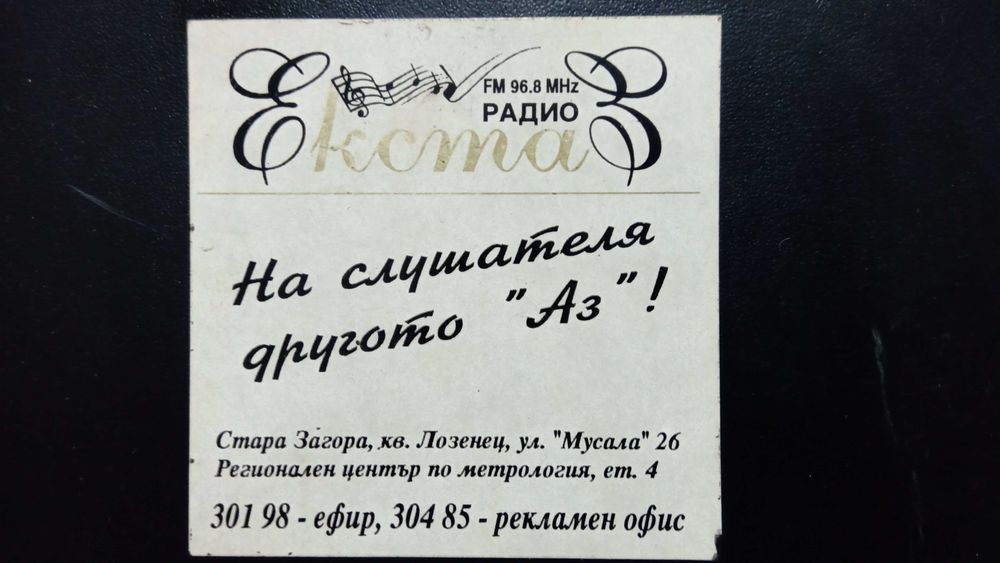 FM 96.8 MHz
РАДИО
ЕкстаЗ
На слушателя
другото "Аз"!
Стара Загора, кв. Лозенец, ул. "Мусала" 26
Регионален център по метрология, ет. 4
301 98 - ефир, 304 85 - рекламен офис